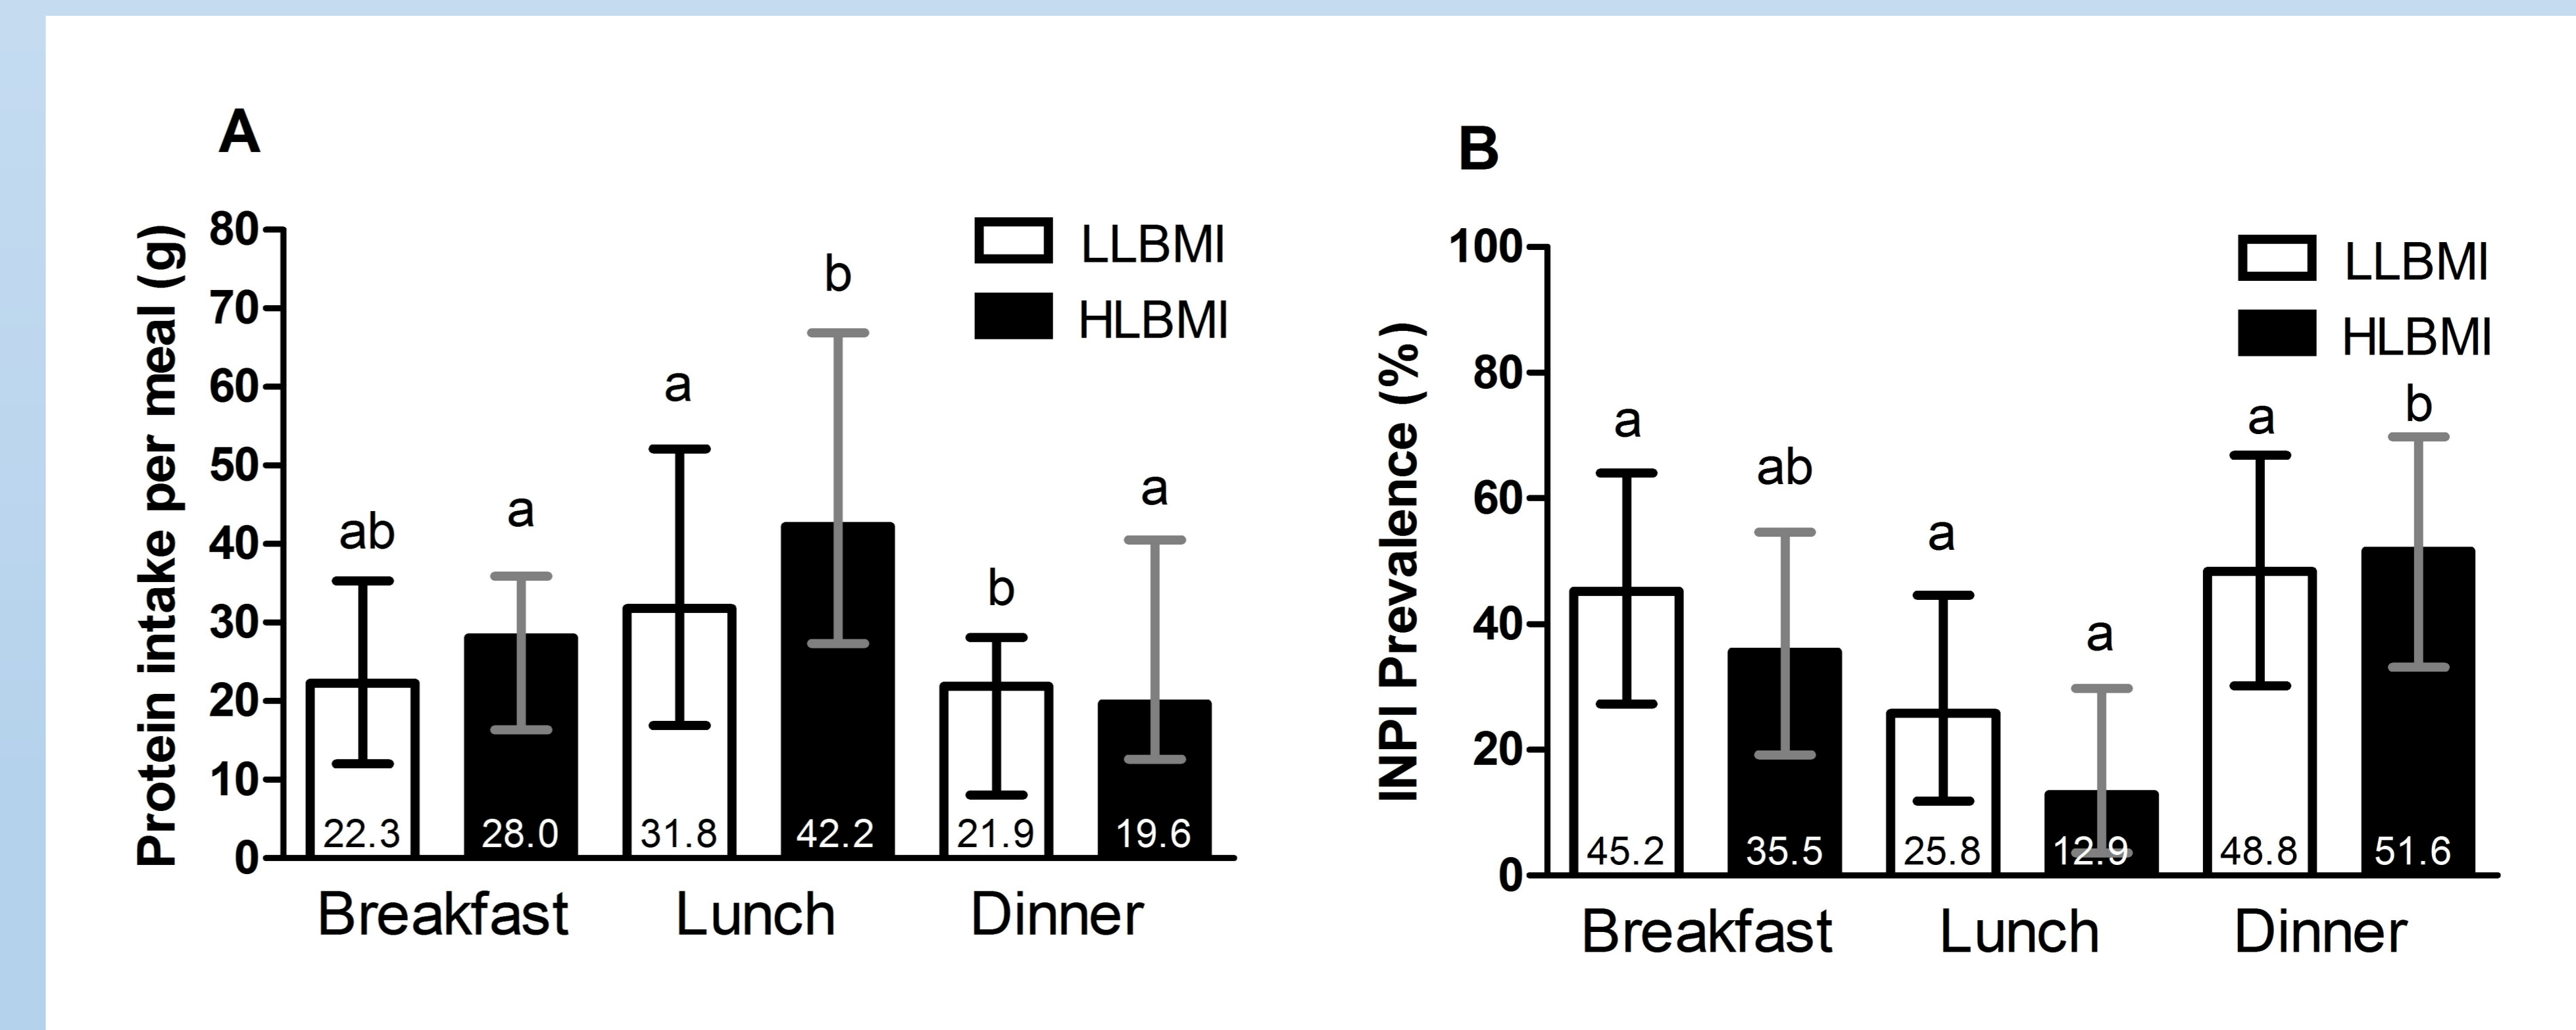 A
Protein intake per meal (g)
80
70
60
50
40
30
20
10
0
LLBMI
HLBMI
ab
a
a
b
b
a
22.3
28.0
31.8
42.2
21.9
19.6
Breakfast
Lunch
Dinner
B
INPI Prevalence (%)
100
80
60
40
20
0
LLBMI
HLBMI
a
ab
a
a
a
b
45.2
35.5
25.8
12.9
48.8
51.6
Breakfast
Lunch
Dinner